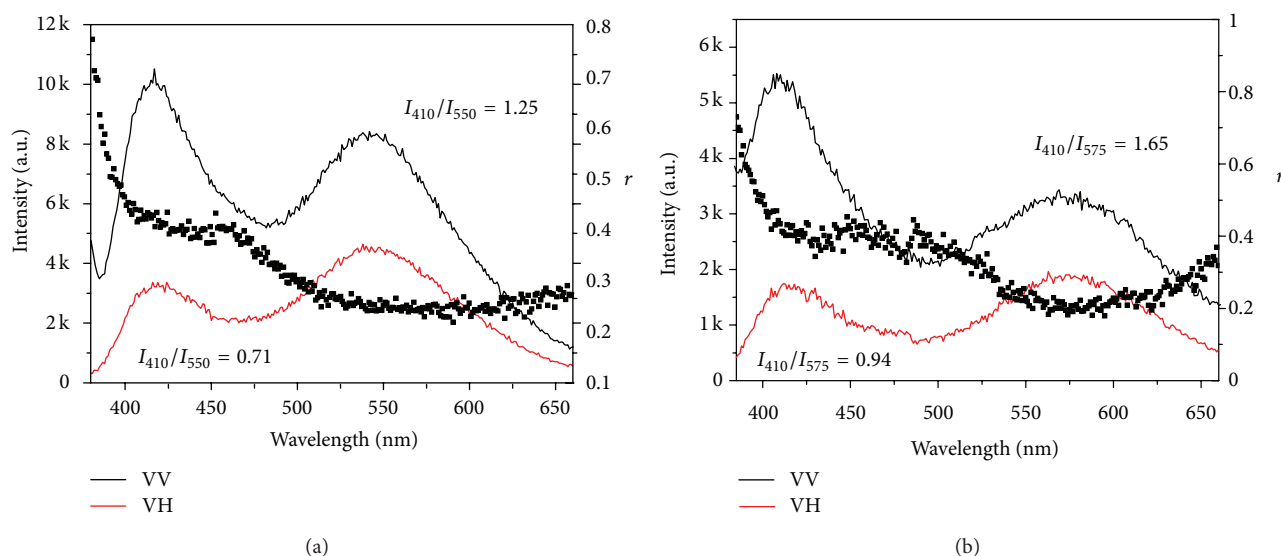 12 k
10 k
8 k
6 k
4 k
2 k
0
Intensity (a.u.)
0.8
0.7
0.6
0.5
0.4
0.3
0.2
0.1
r
I410/I550 = 1.25
I410/I550 = 0.71
400 450 500 550 600 650
Wavelength (nm)
VV
VH
(a)
6 k
5 k
4 k
3 k
2 k
1 k
0
Intensity (a.u.)
1
0.8
0.6
0.4
0.2
0
r
I410/I575 = 1.65
I410/I575 = 0.94
400 450 500 550 600 650
Wavelength (nm)
VV
VH
(b)